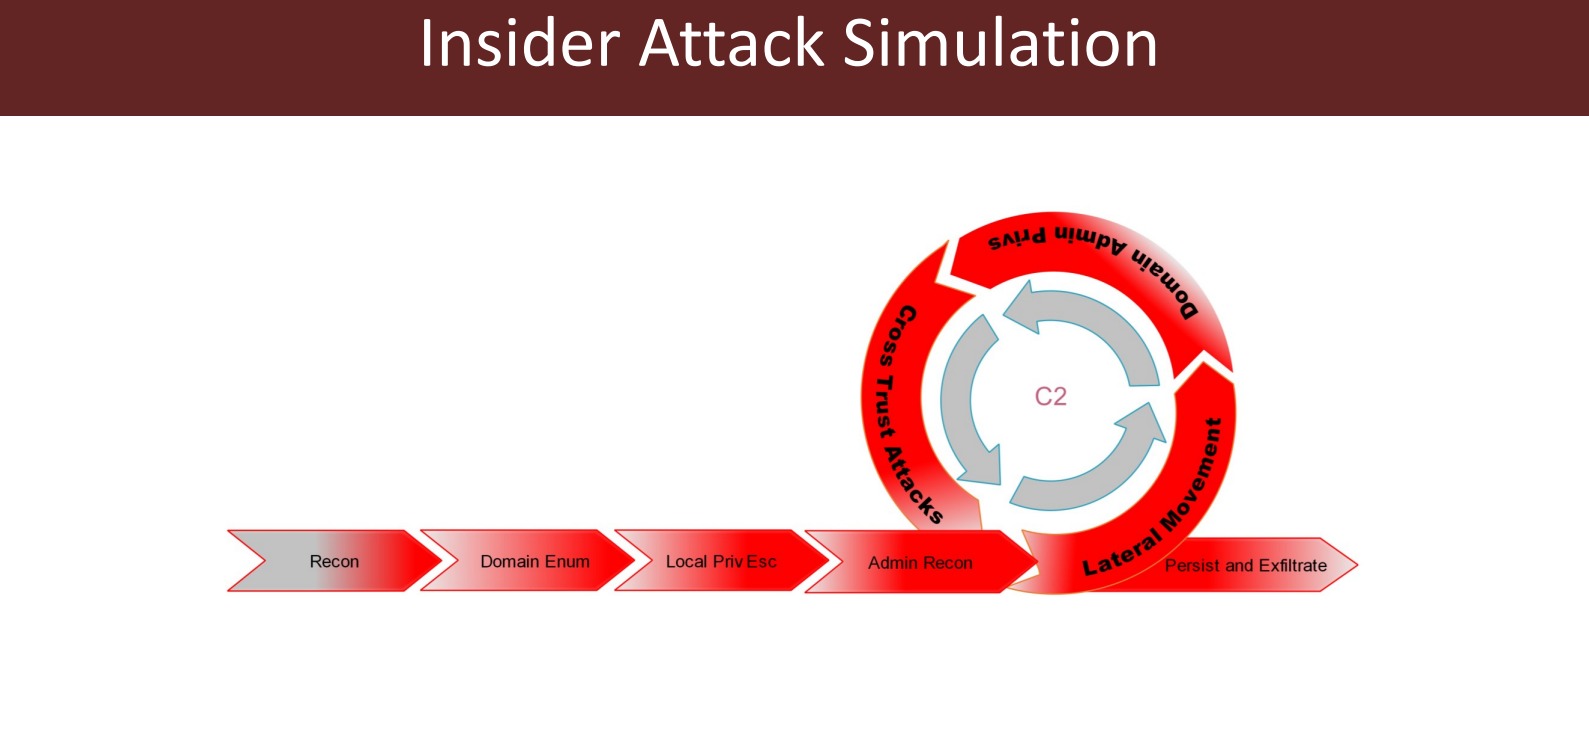 Insider Attack Simulation
Domain Admin Privs
Cross Trust Attacks
C2
Lateral Movement
Recon
Domain Enum
Local Priv Esc
Admin Recon
Persist and Exfiltrate